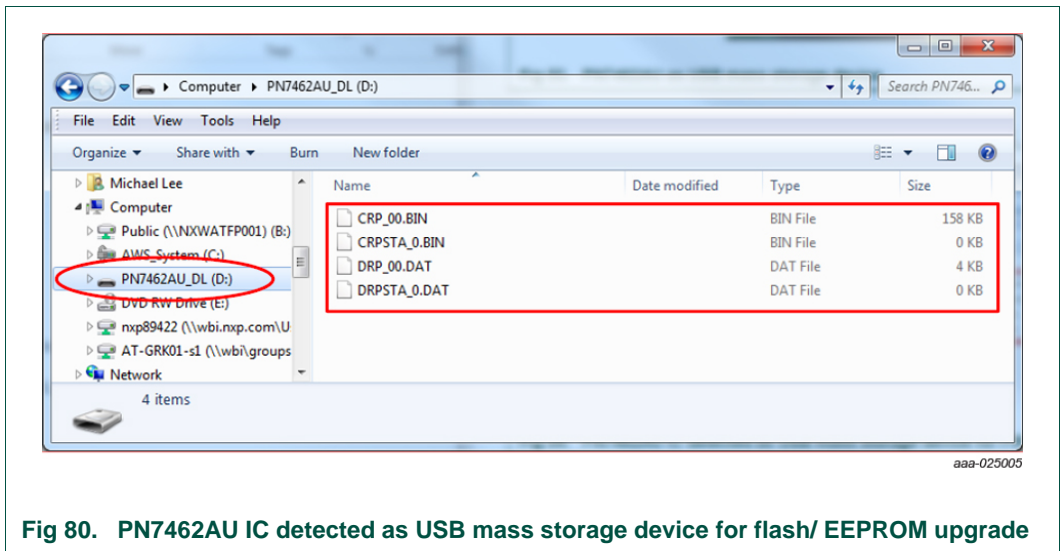 Computer ▸ PN7462AU_DL (D:)
Search PN746...
File Edit View Tools Help
Organize Share with Burn New folder
Michael Lee
Computer
Public (\\NXWATFP001) (B:)
AWS_System (C:)
PN7462AU_DL (D:)
DVD RW Drive (E:)
nxp89422 (\\wbi.nxp.com\U
AT-GRK01-s1 (\\wbi\groups
Network
Name Date modified Type Size
CRP_00.BIN BIN File 158 KB
CRPSTA_0.BIN BIN File 0 KB
DRP_00.DAT DAT File 4 KB
DRPSTA_0.DAT DAT File 0 KB
4 items
aaa-025005
Fig 80. PN7462AU IC detected as USB mass storage device for flash/ EEPROM upgrade